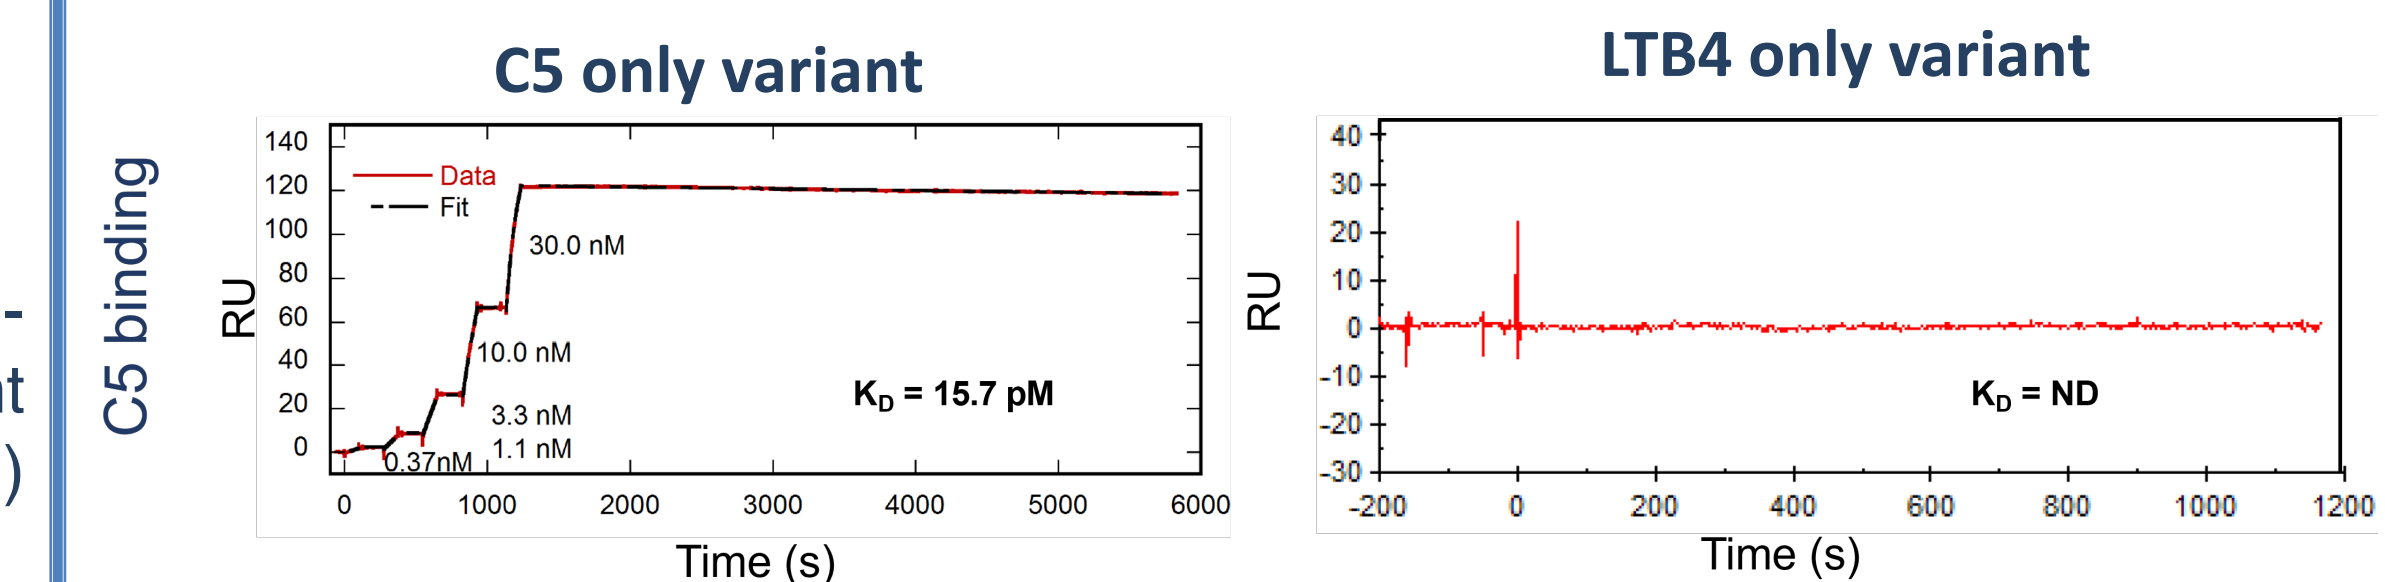 -
t
)
C5 binding
C5 only variant
RU
140
120
100
80
60
40
20
0
Data
Fit
30.0 nM
10.0 nM
3.3 nM
1.1 nM
0.37nM
K_D = 15.7 pM
0 1000 2000 3000 4000 5000 6000
Time (s)
LTB4 only variant
RU
40
30
20
10
0
-10
-20
-30
K_D = ND
-200 0 200 400 600 800 1000 1200
Time (s)